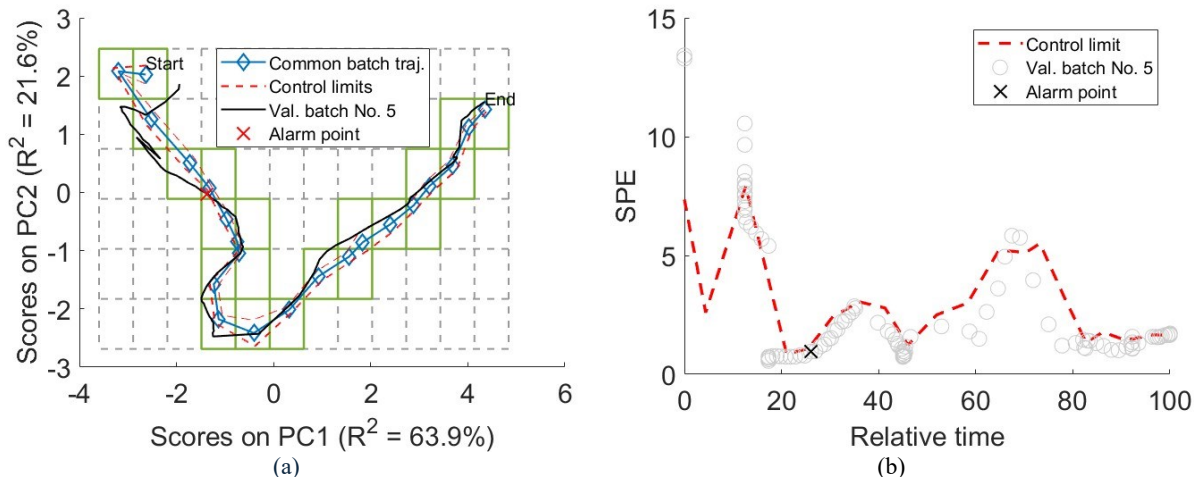 3
2
1
0
-1
-2
-3
-4
-2
0
2
4
6
Scores on PC2 (R² = 21.6%)
Scores on PC1 (R² = 63.9%)
Start
End
Common batch traj.
Control limits
Val. batch No. 5
Alarm point
(a)
15
10
5
0
0
20
40
60
80
100
SPE
Relative time
Control limit
Val. batch No. 5
Alarm point
(b)